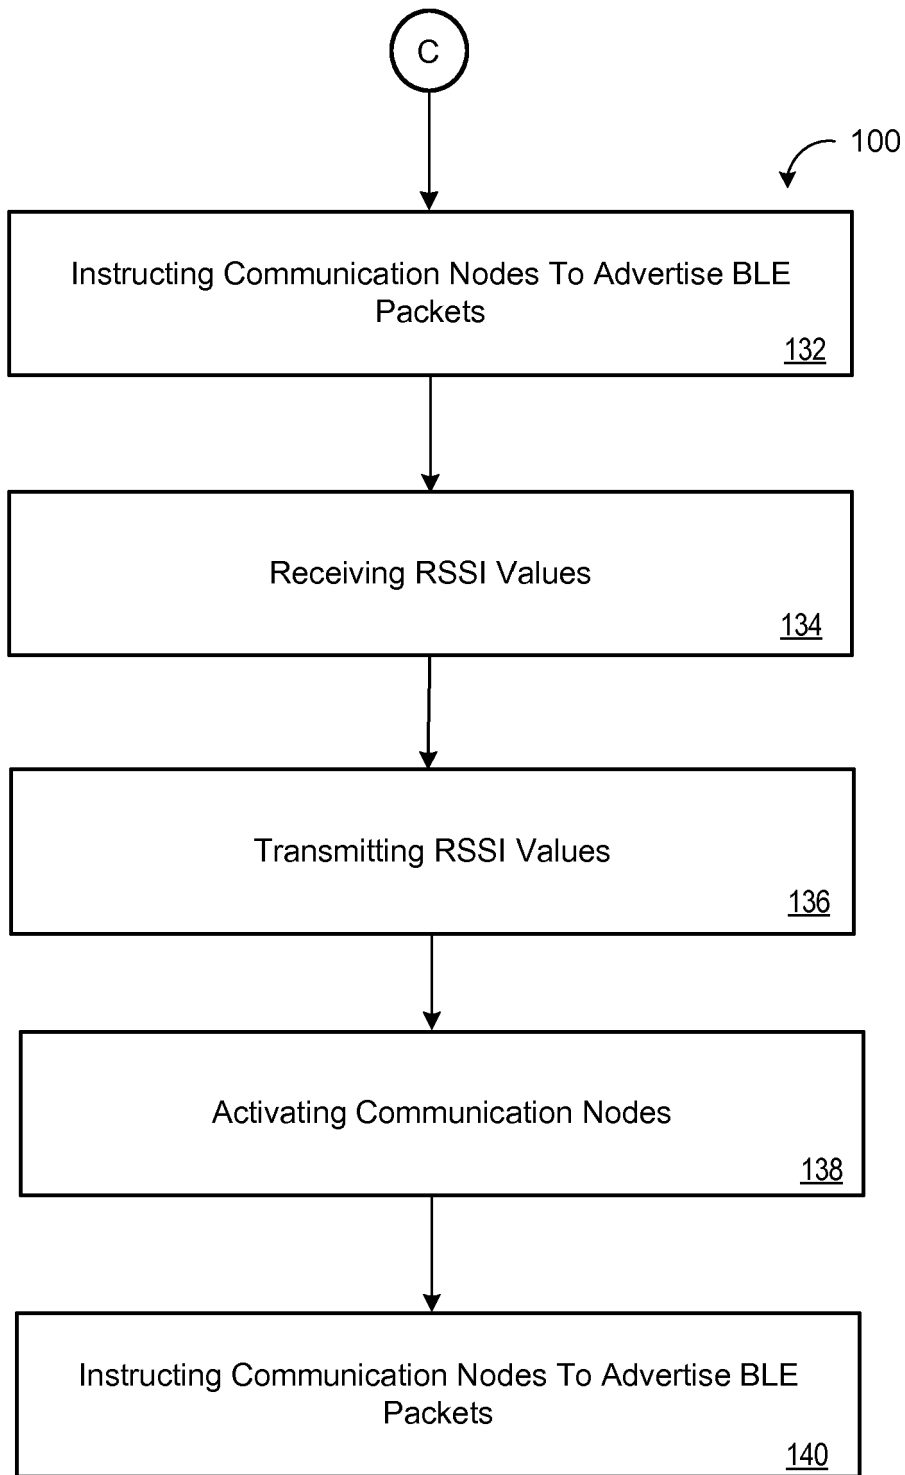 C
100
Instructing Communication Nodes To Advertise BLE
Packets
132
Receiving RSSI Values
134
Transmitting RSSI Values
136
Activating Communication Nodes
138
Instructing Communication Nodes To Advertise BLE
Packets
140